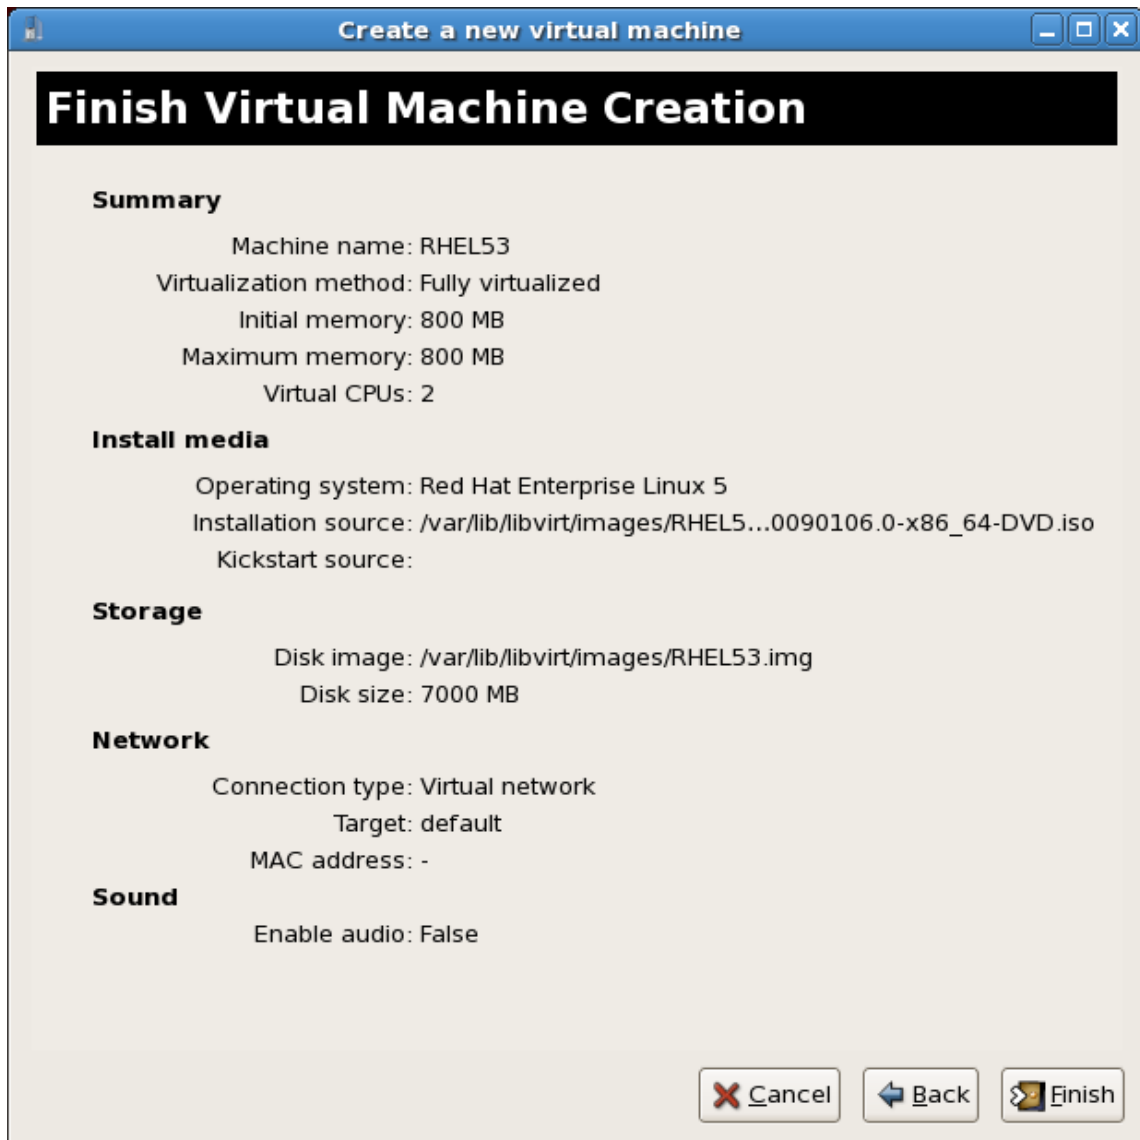 Create a new virtual machine
Finish Virtual Machine Creation
Summary
Machine name: RHEL53
Virtualization method: Fully virtualized
Initial memory: 800 MB
Maximum memory: 800 MB
Virtual CPUs: 2
Install media
Operating system: Red Hat Enterprise Linux 5
Installation source: /var/lib/libvirt/images/RHEL5...0090106.0-x86_64-DVD.iso
Kickstart source:
Storage
Disk image: /var/lib/libvirt/images/RHEL53.img
Disk size: 7000 MB
Network
Connection type: Virtual network
Target: default
MAC address: -
Sound
Enable audio: False
Cancel Back Finish